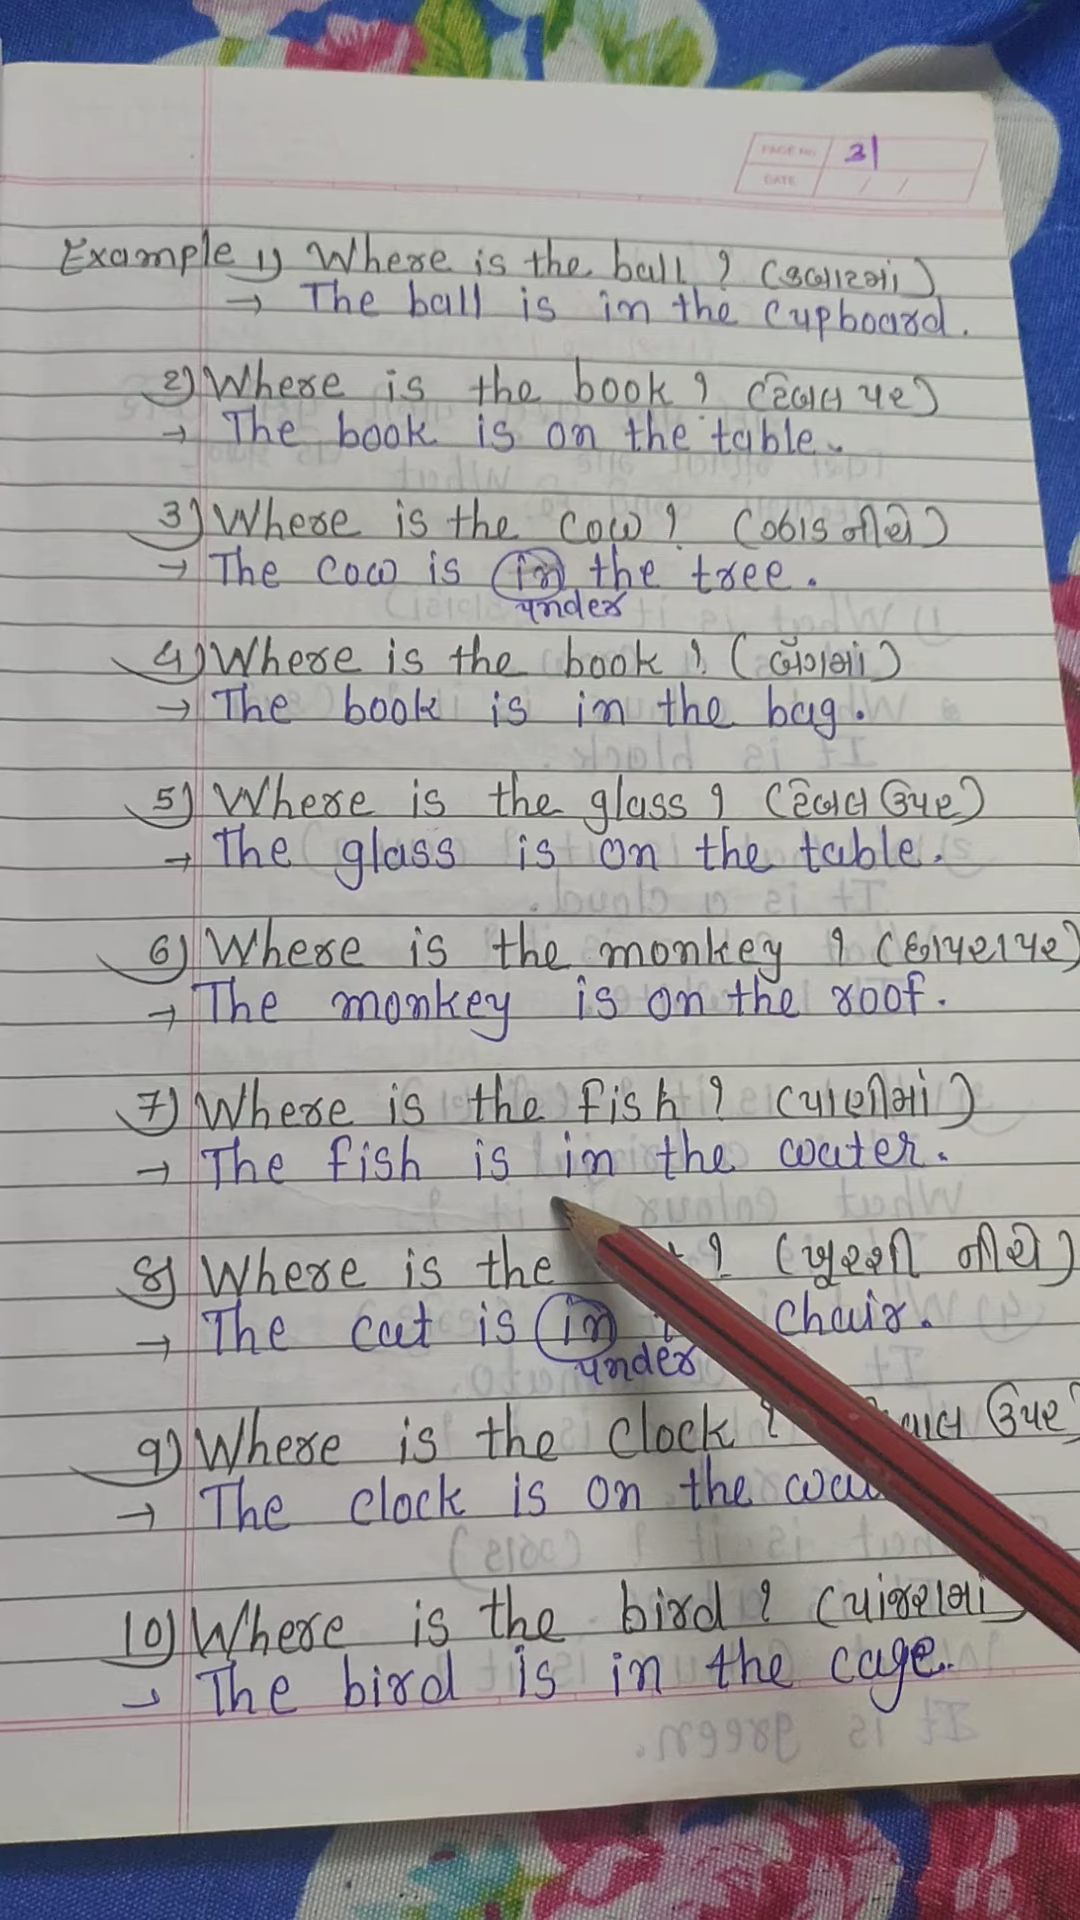 PAGE NO. 31
DATE / /
Example 1) Where is the ball ? (કબાટમાં)
→ The ball is in the cupboard.
2) Where is the book ? (ટેબલ પર)
→ The book is on the table.
3) Where is the cow ? (ઝાડ નીચે)
→ The cow is in the tree.
under
4) Where is the book ? (બૅગમાં)
→ The book is in the bag.
5) Where is the glass ? (ટેબલ ઉપર)
→ The glass is on the table.
6) Where is the monkey ? (છાપરા પર)
→ The monkey is on the roof.
7) Where is the fish ? (પાણીમાં)
→ The fish is in the water.
8) Where is the ? (ખુરશી નીચે)
→ The cat is in chair.
under
9) Where is the clock ? ઉપર
→ The clock is on the
10) Where is the bird ? (પાંજરામાં
→ The bird is in the cage.